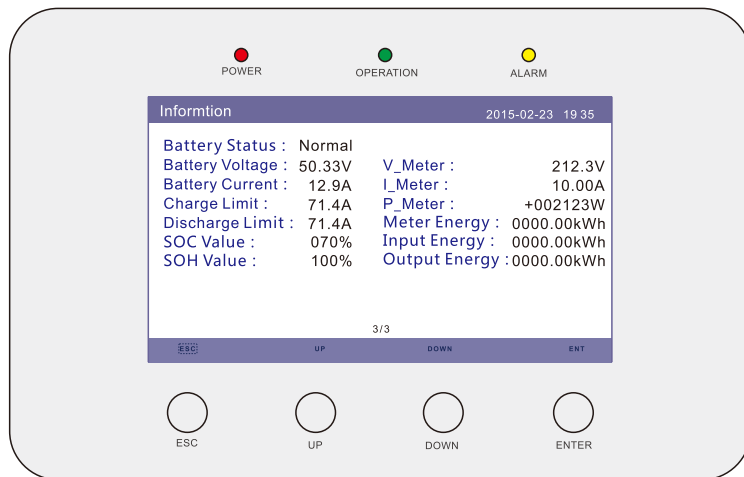 POWER OPERATION ALARM
Informtion 2015-02-23 19 35
Battery Status : Normal
Battery Voltage : 50.33V V_Meter : 212.3V
Battery Current : 12.9A I_Meter : 10.00A
Charge Limit : 71.4A P_Meter : +002123W
Discharge Limit : 71.4A Meter Energy : 0000.00kWh
SOC Value : 070% Input Energy : 0000.00kWh
SOH Value : 100% Output Energy : 0000.00kWh
3/3
ESC UP DOWN ENT
ESC UP DOWN ENTER